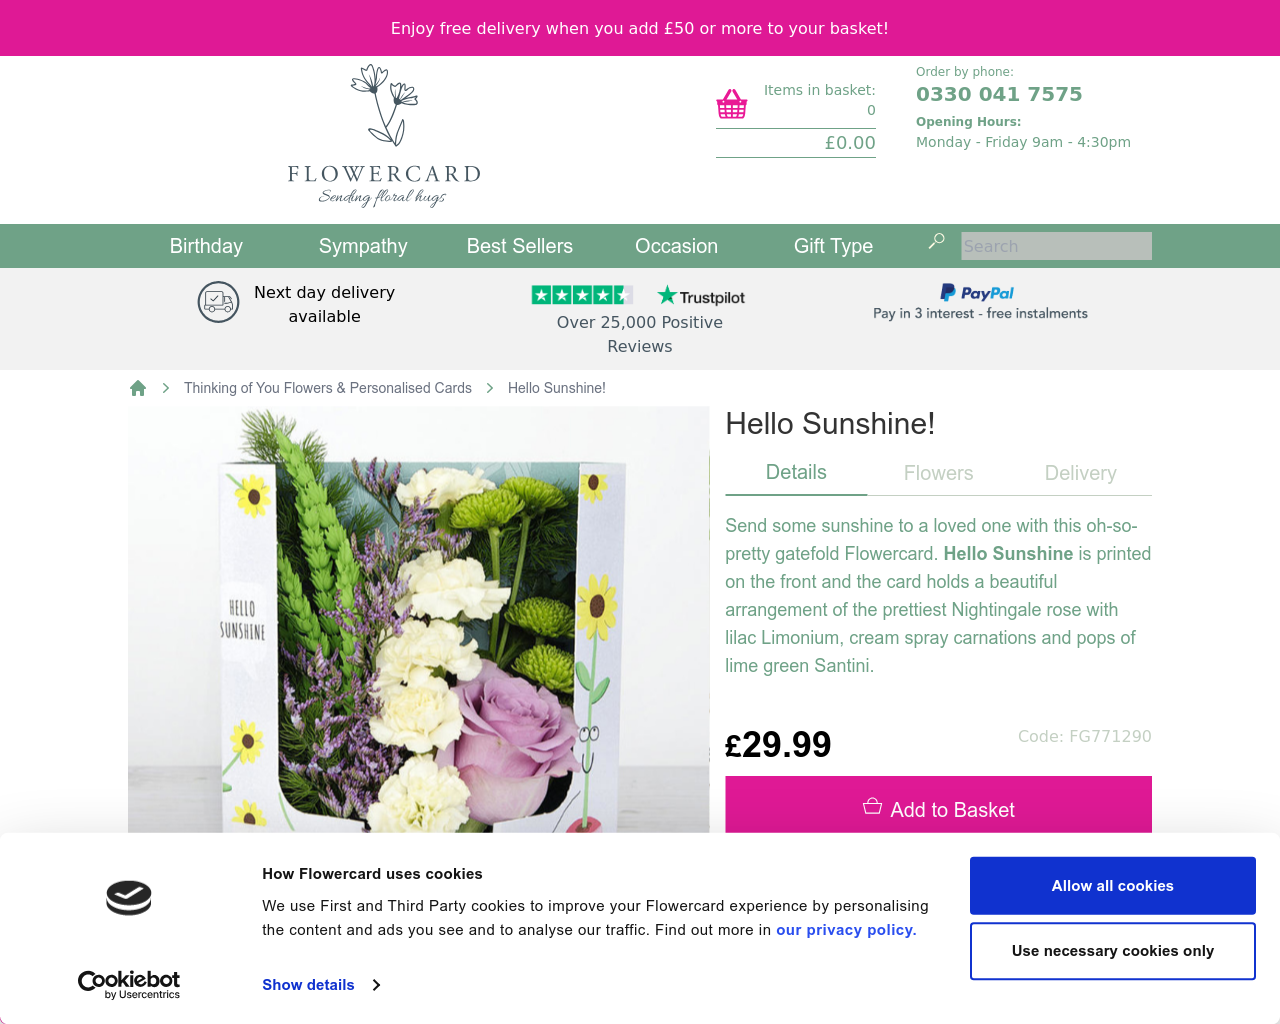 Enjoy free delivery when you add £50 or more to your basket!
FLOWERCARD
Sending floral hugs
Items in basket:
0
£0.00
Order by phone:
0330 041 7575
Opening Hours:
Monday - Friday 9am - 4:30pm
Birthday
Sympathy
Best Sellers
Occasion
Gift Type
Search
Next day delivery
available
Trustpilot
Over 25,000 Positive
Reviews
PayPal
Pay in 3 interest - free instalments
Thinking of You Flowers & Personalised Cards
Hello Sunshine!
HELLO
SUNSHINE
Hello Sunshine!
Details
Flowers
Delivery
Send some sunshine to a loved one with this oh-so-
pretty gatefold Flowercard. Hello Sunshine is printed
on the front and the card holds a beautiful
arrangement of the prettiest Nightingale rose with
lilac Limonium, cream spray carnations and pops of
lime green Santini.
£29.99
Code: FG771290
Add to Basket
Cookiebot
by Usercentrics
How Flowercard uses cookies
We use First and Third Party cookies to improve your Flowercard experience by personalising
the content and ads you see and to analyse our traffic. Find out more in our privacy policy.
Show details
Allow all cookies
Use necessary cookies only